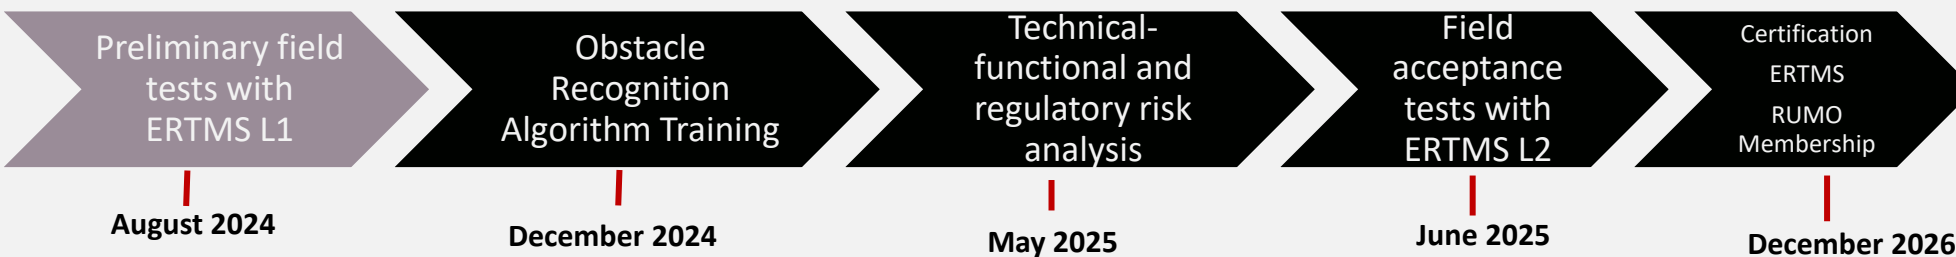 Preliminary field
tests with
ERTMS L1
August 2024
Obstacle
Recognition
Algorithm Training
December 2024
Technical-
functional and
regulatory risk
analysis
May 2025
Field
acceptance
tests with
ERTMS L2
June 2025
Certification
ERTMS
RUMO
Membership
December 2026